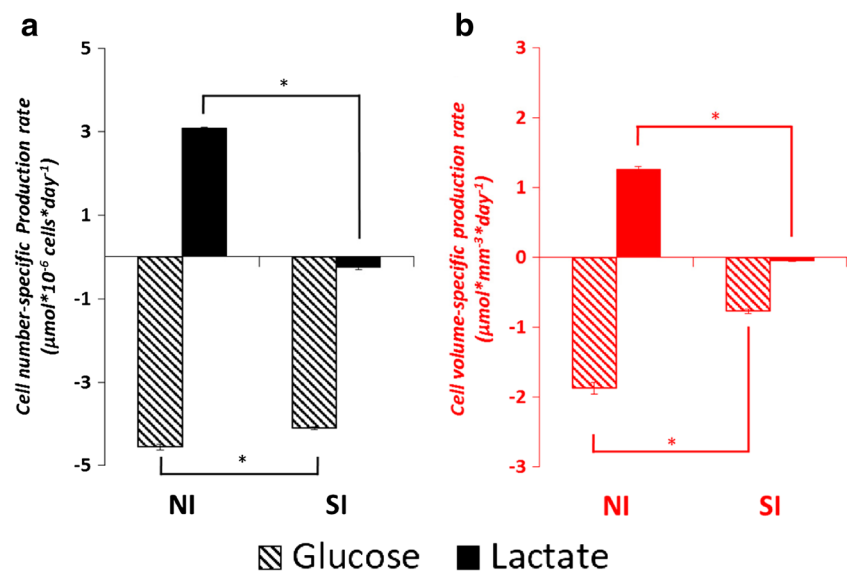 a
Cell number-specific Production rate
(µmol*10⁻⁶ cells*day⁻¹)
5
3
1
-1
-3
-5
*
*
NI
SI
b
Cell volume-specific production rate
(µmol*mm⁻³*day⁻¹)
3
2
1
0
-1
-2
-3
*
*
NI
SI
Glucose
Lactate